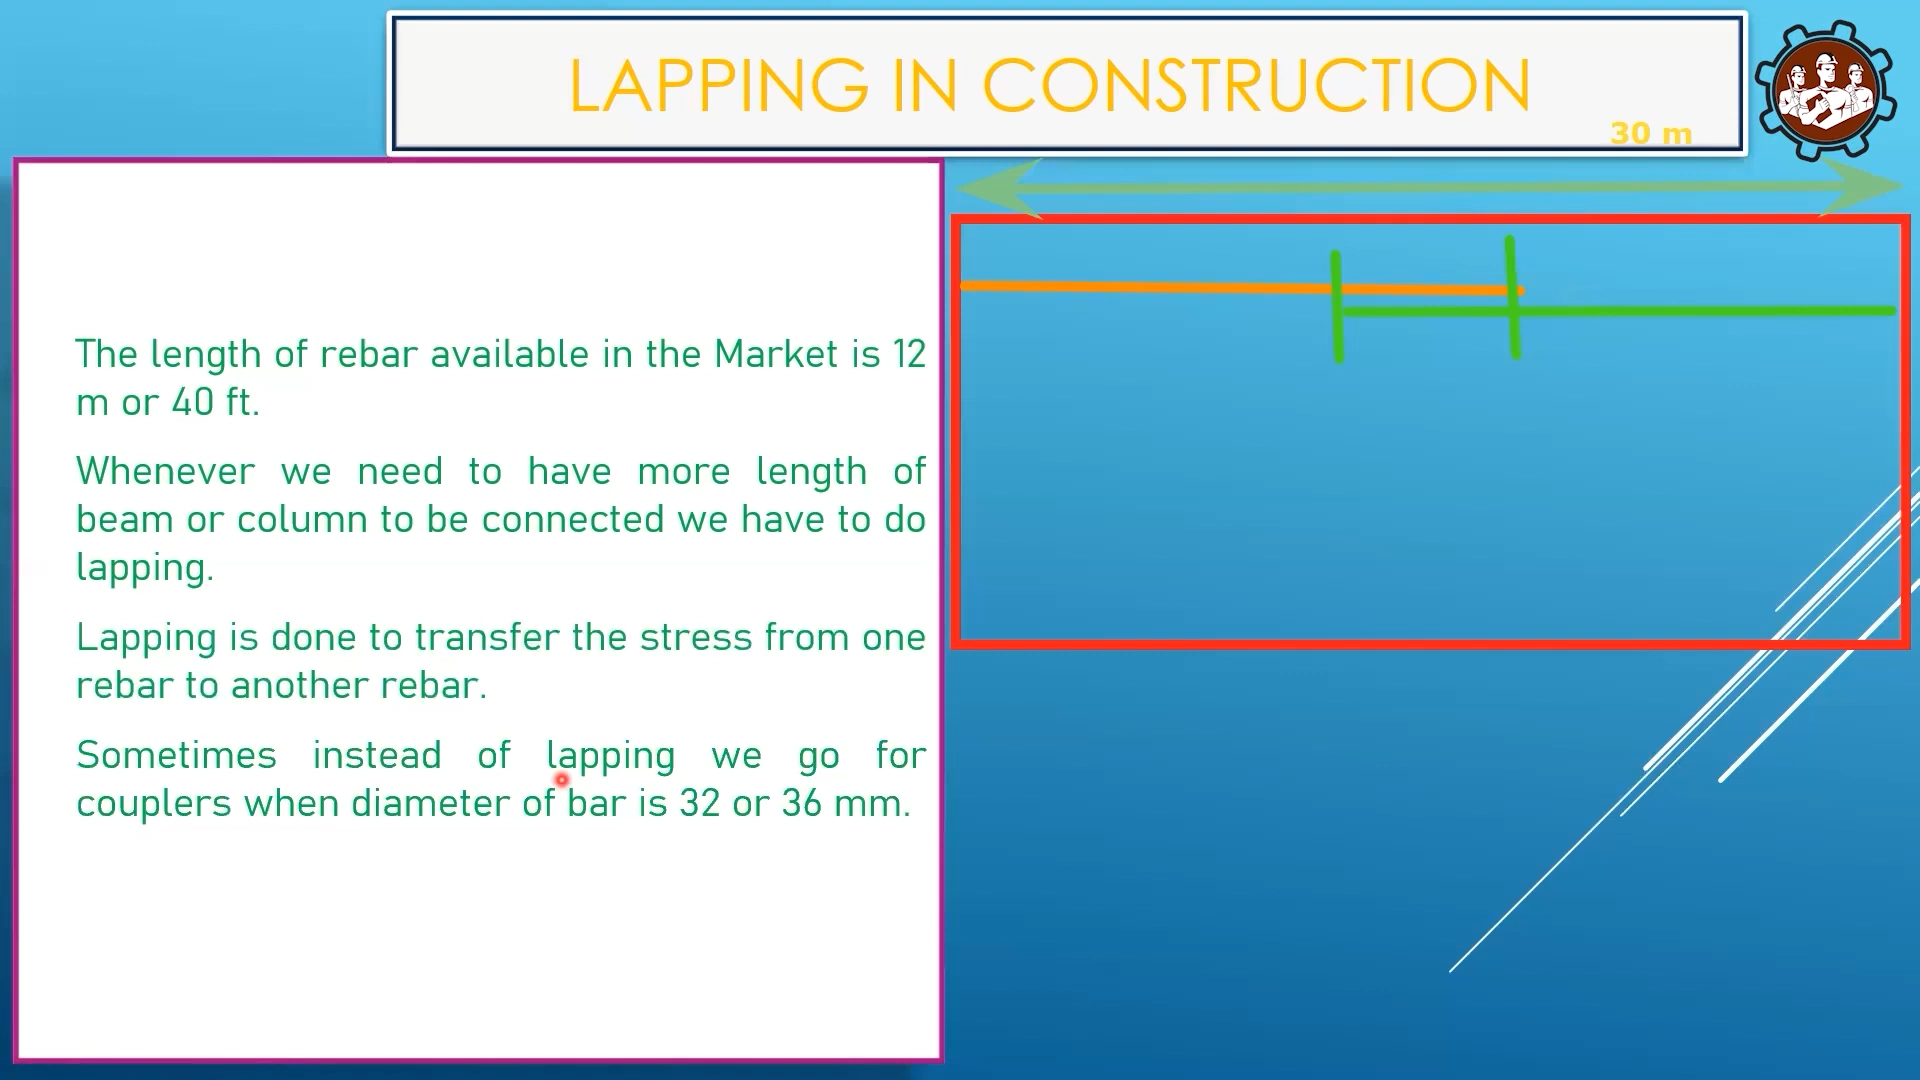 LAPPING IN CONSTRUCTION
30 m
The length of rebar available in the Market is 12
m or 40 ft.
Whenever we need to have more length of
beam or column to be connected we have to do
lapping.
Lapping is done to transfer the stress from one
rebar to another rebar.
Sometimes instead of lapping we go for
couplers when diameter of bar is 32 or 36 mm.